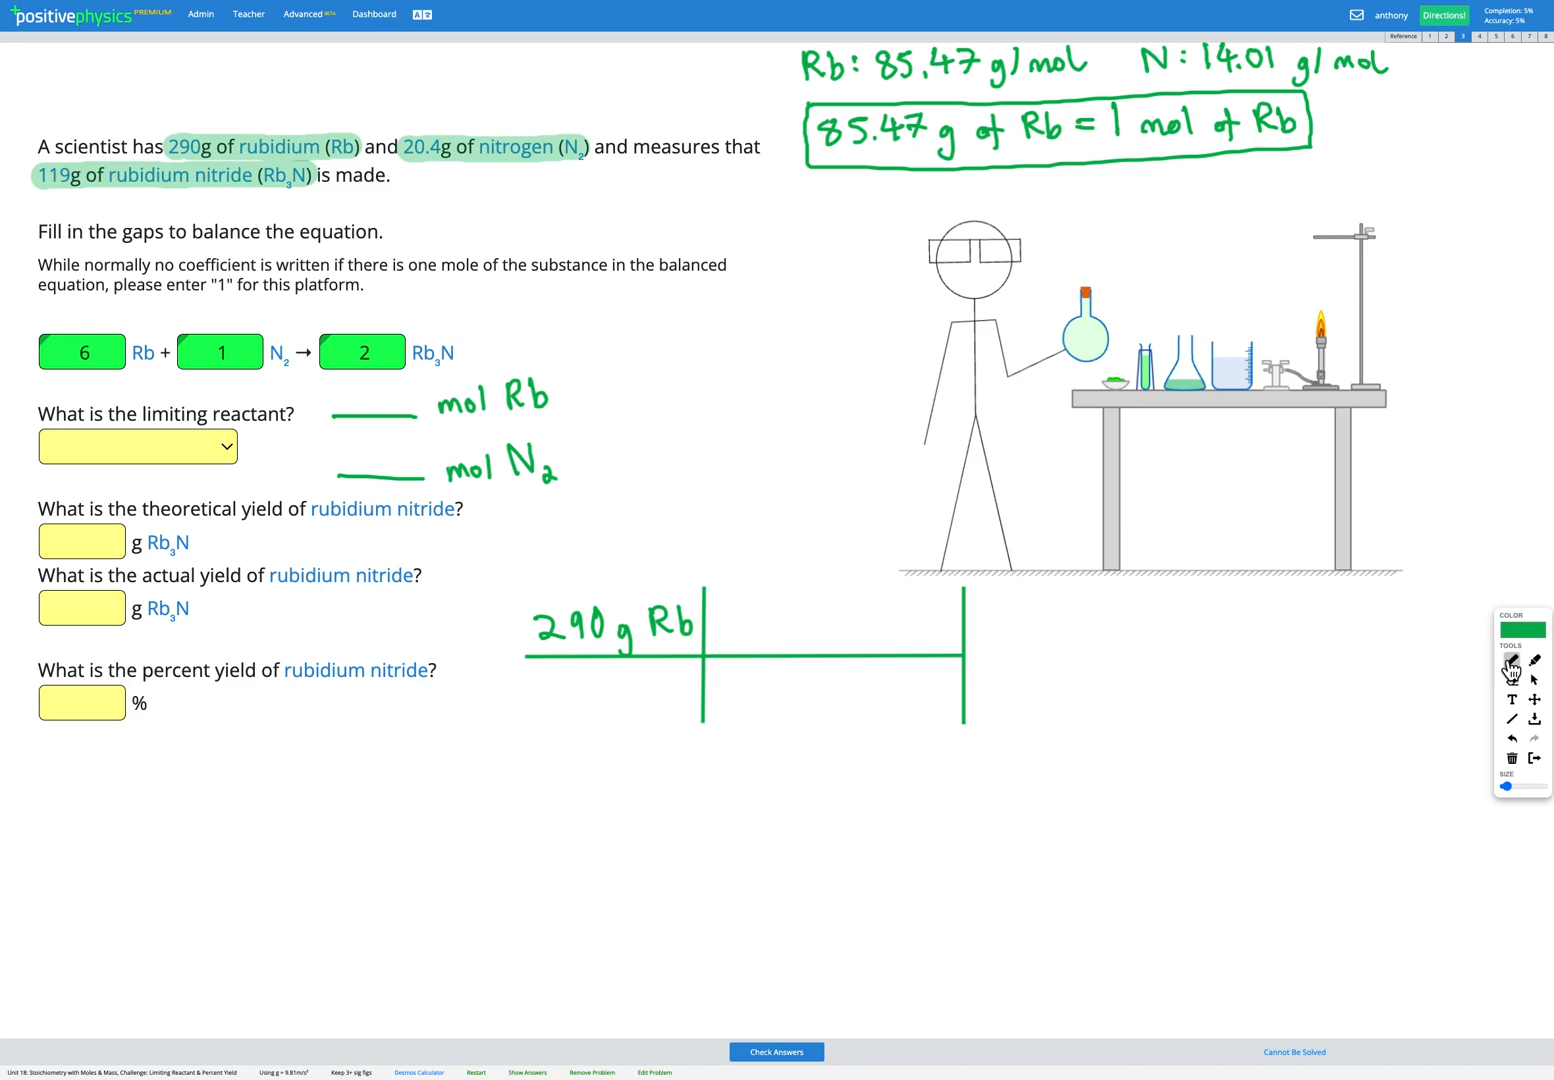 positivephysics PREMIUM Admin Teacher Advanced BETA Dashboard A anthony Directions! Completion: 5%
Accuracy: 5%
Reference 1 2 3 4 5 6 7 8
Rb: 85.47 g/mol N: 14.01 g/mol
85.47 g of Rb = 1 mol of Rb
A scientist has 290g of rubidium (Rb) and 20.4g of nitrogen (N₂) and measures that
119g of rubidium nitride (Rb₃N) is made.
Fill in the gaps to balance the equation.
While normally no coefficient is written if there is one mole of the substance in the balanced
equation, please enter "1" for this platform.
6 Rb + 1 N₂ → 2 Rb₃N
What is the limiting reactant?
___ mol Rb
___ mol N₂
What is the theoretical yield of rubidium nitride?
g Rb₃N
What is the actual yield of rubidium nitride?
g Rb₃N
290 g Rb
What is the percent yield of rubidium nitride?
%
COLOR
TOOLS
T
SIZE
Check Answers Cannot Be Solved
Unit 18: Stoichiometry with Moles & Mass, Challenge: Limiting Reactant & Percent Yield Using g = 9.81m/s² Keep 3+ sig figs Desmos Calculator Restart Show Answers Remove Problem Edit Problem